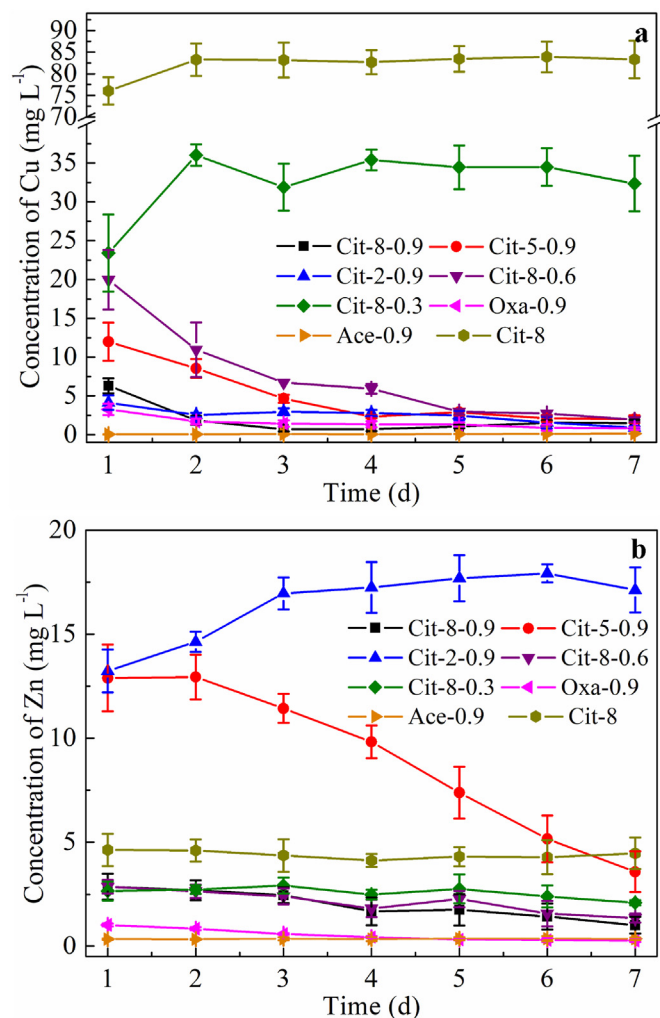 a
90
85
80
75
70
35
30
25
20
15
10
5
0
Concentration of Cu (mg L⁻¹)
Cit-8-0.9 Cit-5-0.9
Cit-2-0.9 Cit-8-0.6
Cit-8-0.3 Oxa-0.9
Ace-0.9 Cit-8
1 2 3 4 5 6 7
Time (d)
b
20
15
10
5
0
Concentration of Zn (mg L⁻¹)
Cit-8-0.9 Cit-5-0.9
Cit-2-0.9 Cit-8-0.6
Cit-8-0.3 Oxa-0.9
Ace-0.9 Cit-8
1 2 3 4 5 6 7
Time (d)